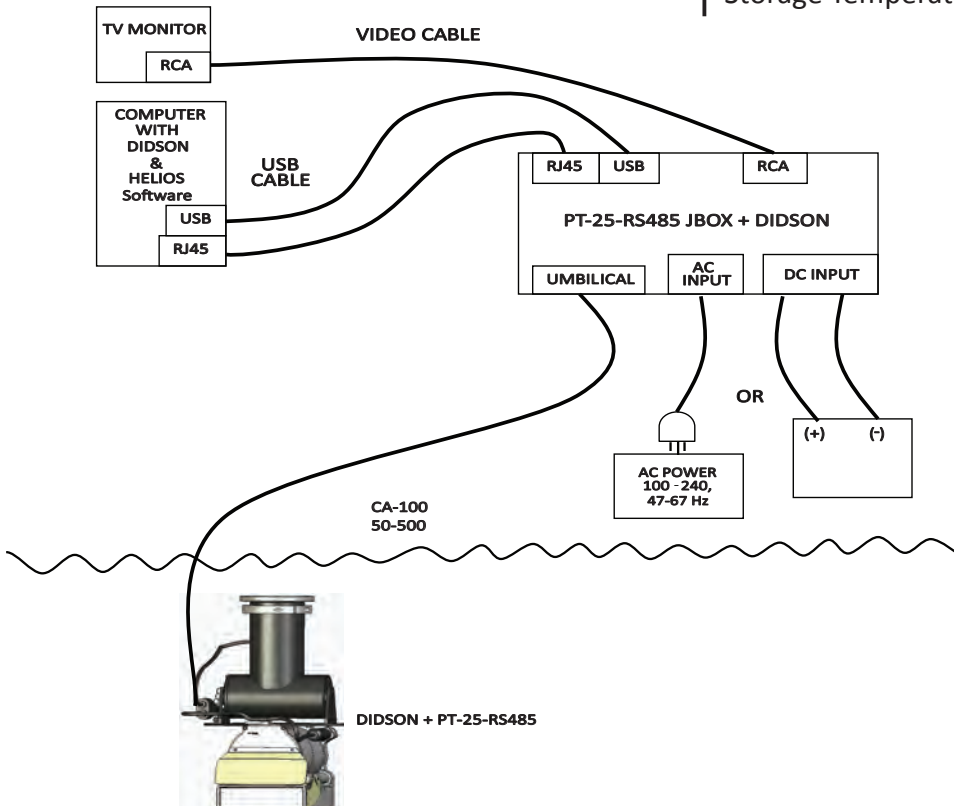 Storage Temperat
TV MONITOR
RCA
VIDEO CABLE
COMPUTER
WITH
DIDSON
&
HELIOS
Software
USB
RJ45
USB
CABLE
RJ45
USB
RCA
PT-25-RS485 JBOX + DIDSON
UMBILICAL
AC
INPUT
DC INPUT
OR
(+)
(-)
AC POWER
100 - 240,
47-67 Hz
CA-100
50-500
DIDSON + PT-25-RS485